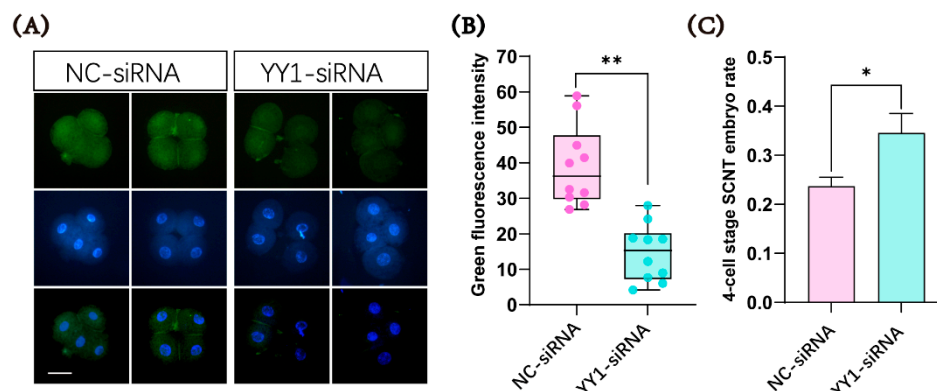 (A)
NC-siRNA YY1-siRNA
(B)
Green fluorescence intensity
70
60
50
40
30
20
10
0
**
NC-siRNA
YY1-siRNA
(C)
4-cell stage SCNT embryo rate
0.5
0.4
0.3
0.2
0.1
0.0
*
NC-siRNA
YY1-siRNA